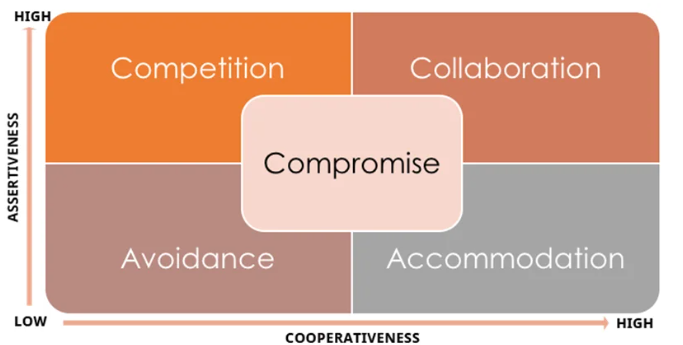 HIGH
Competition
Collaboration
ASSERTIVENESS
Compromise
Avoidance
Accommodation
LOW
HIGH
COOPERATIVENESS